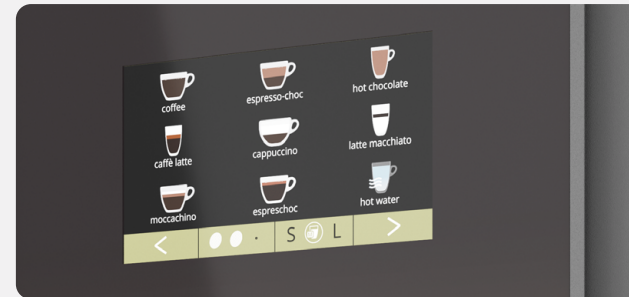 coffee
espresso-choc
hot chocolate
caffè latte
cappuccino
latte macchiato
moccachino
espreschoc
hot water
< S L >